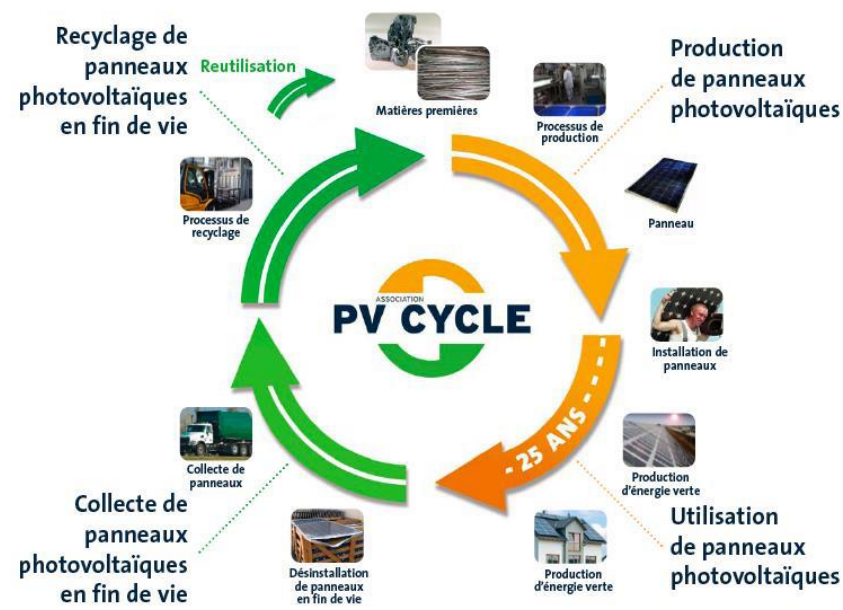 Recyclage de
panneaux
photovoltaïques
en fin de vie
Reutilisation
Matières premières
Processus de
production
Production
de panneaux
photovoltaïques
Processus de
recyclage
Panneau
ASSOCIATION
PV CYCLE
Installation de
panneaux
- 25 ANS - - -
Collecte de
panneaux
Production
d'énergie verte
Collecte de
panneaux
photovoltaïques
en fin de vie
Désinstallation
de panneaux
en fin de vie
Production
d'énergie verte
Utilisation
de panneaux
photovoltaïques